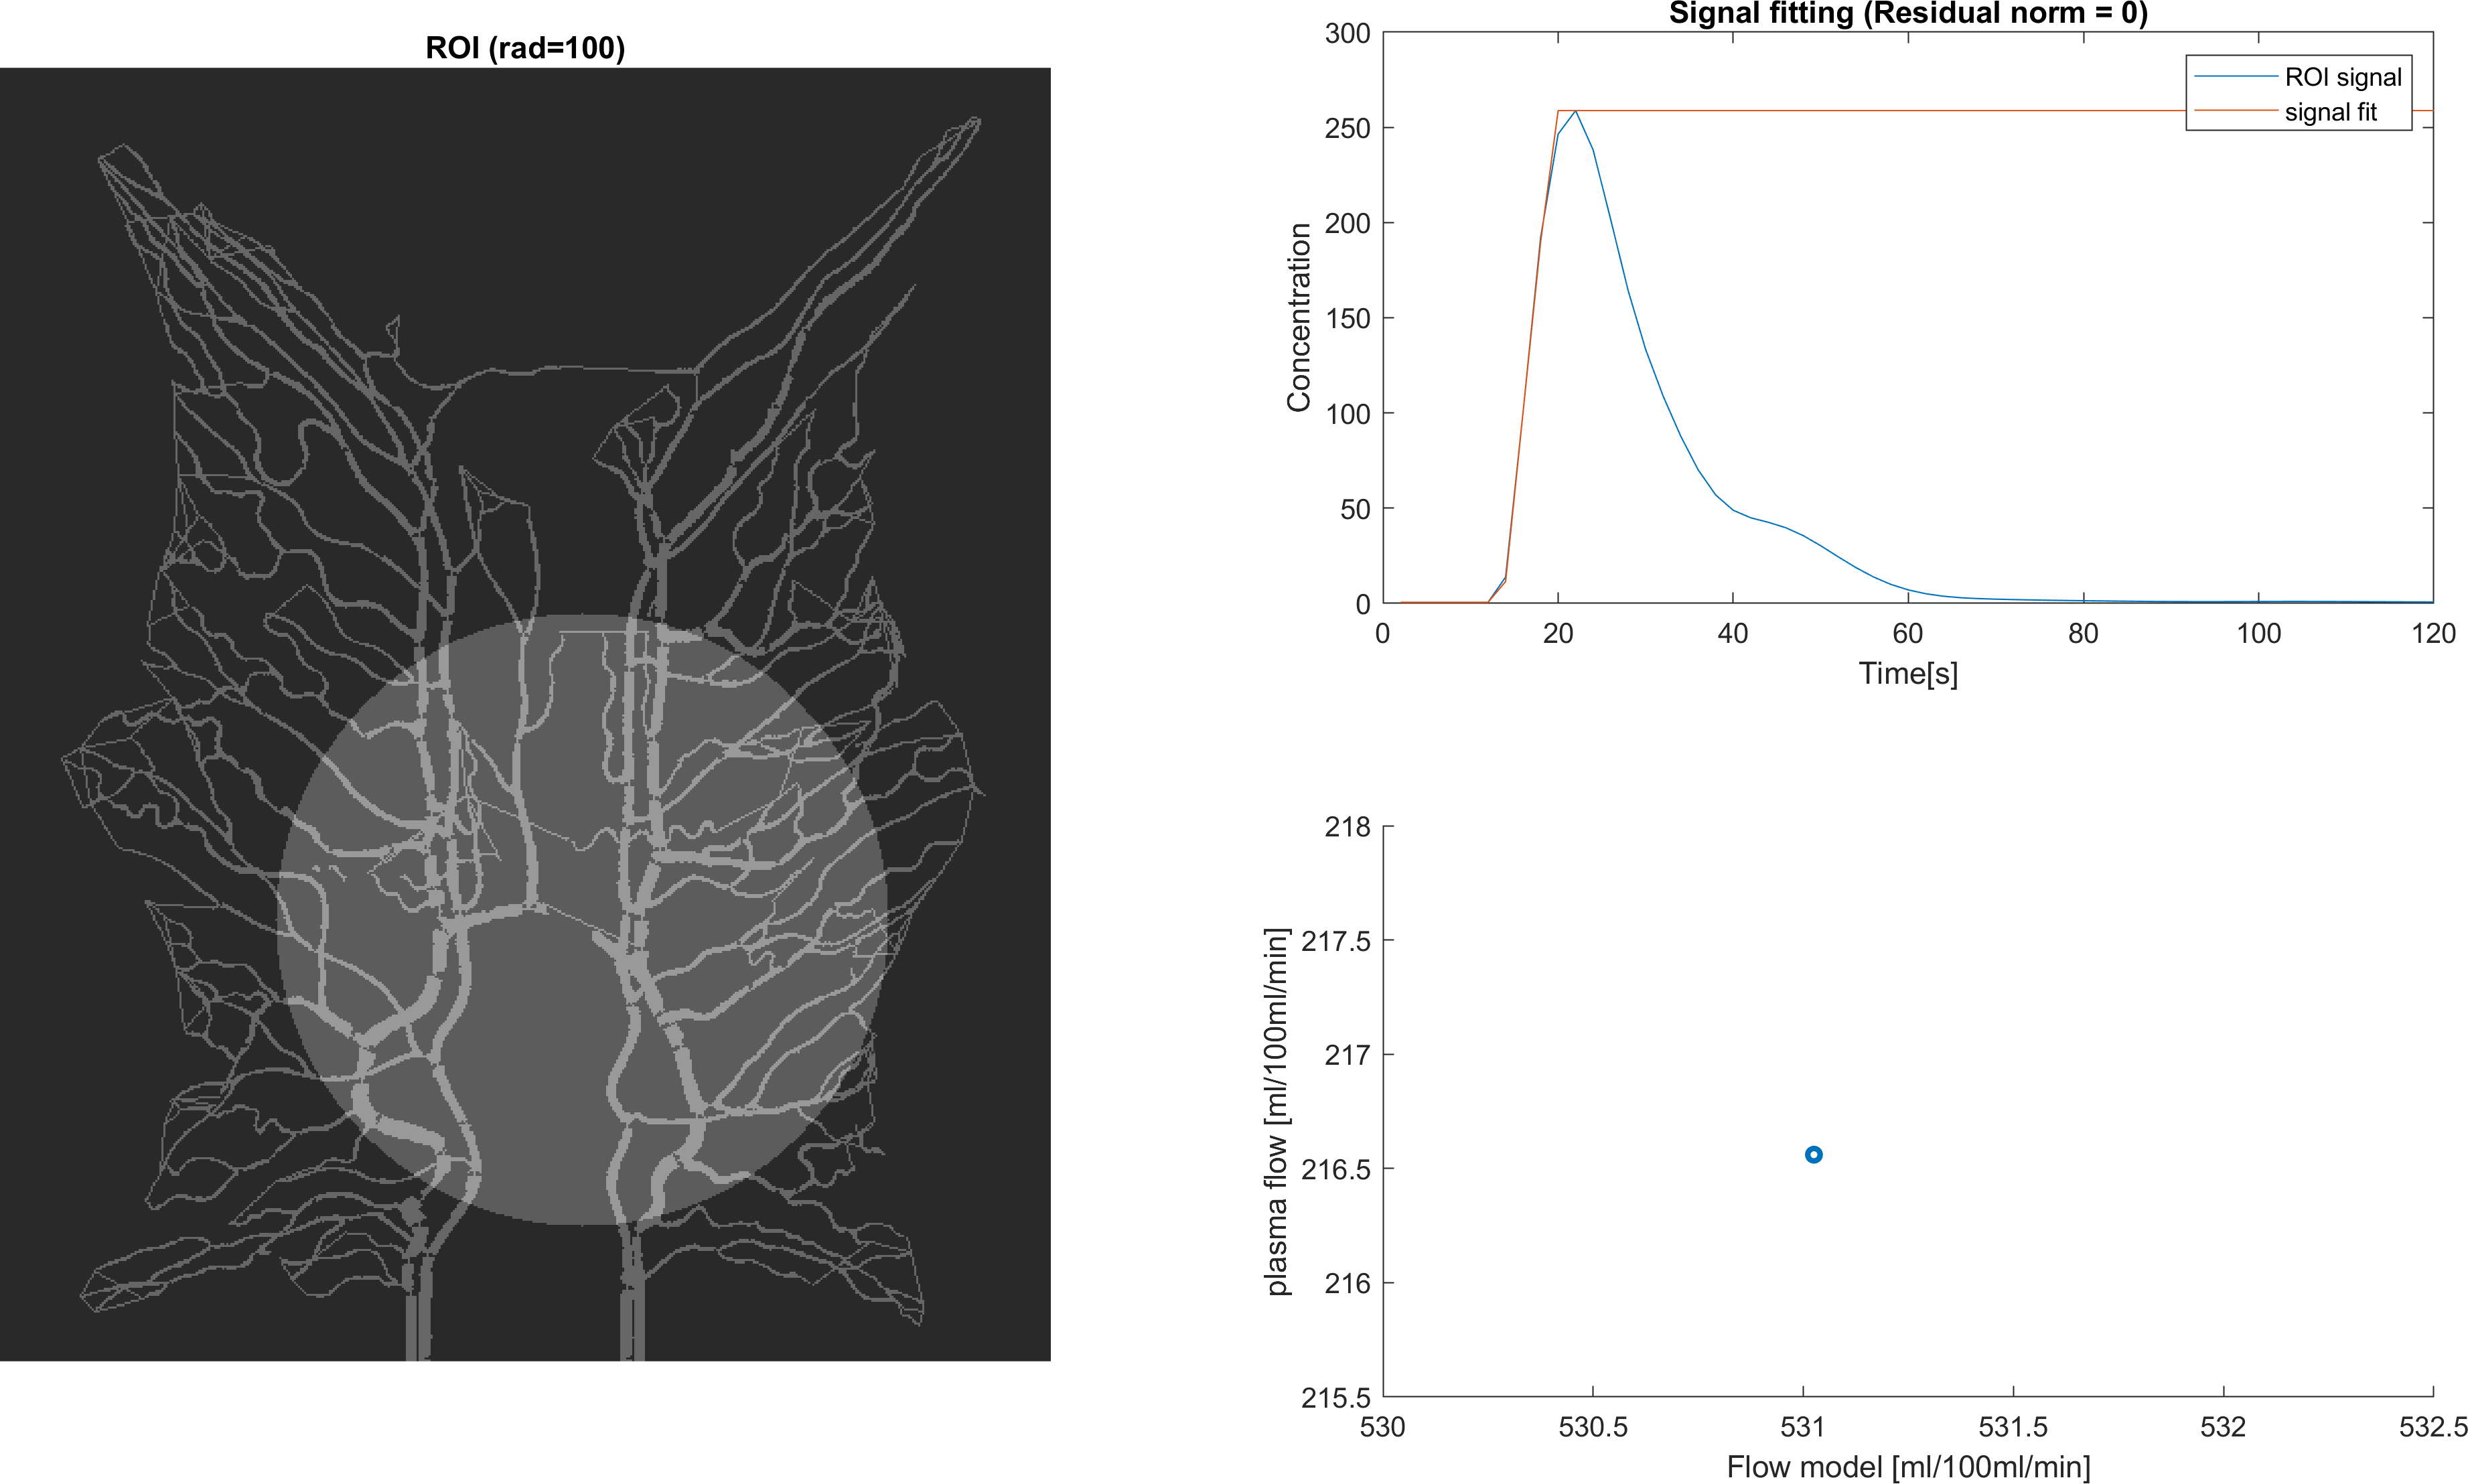 ROI (rad=100)
Signal fitting (Residual norm = 0)
300
250
200
150
100
50
0
Concentration
ROI signal
signal fit
0 20 40 60 80 100 120
Time[s]
218
217.5
217
216.5
216
215.5
plasma flow [ml/100ml/min]
530 530.5 531 531.5 532 532.5
Flow model [ml/100ml/min]